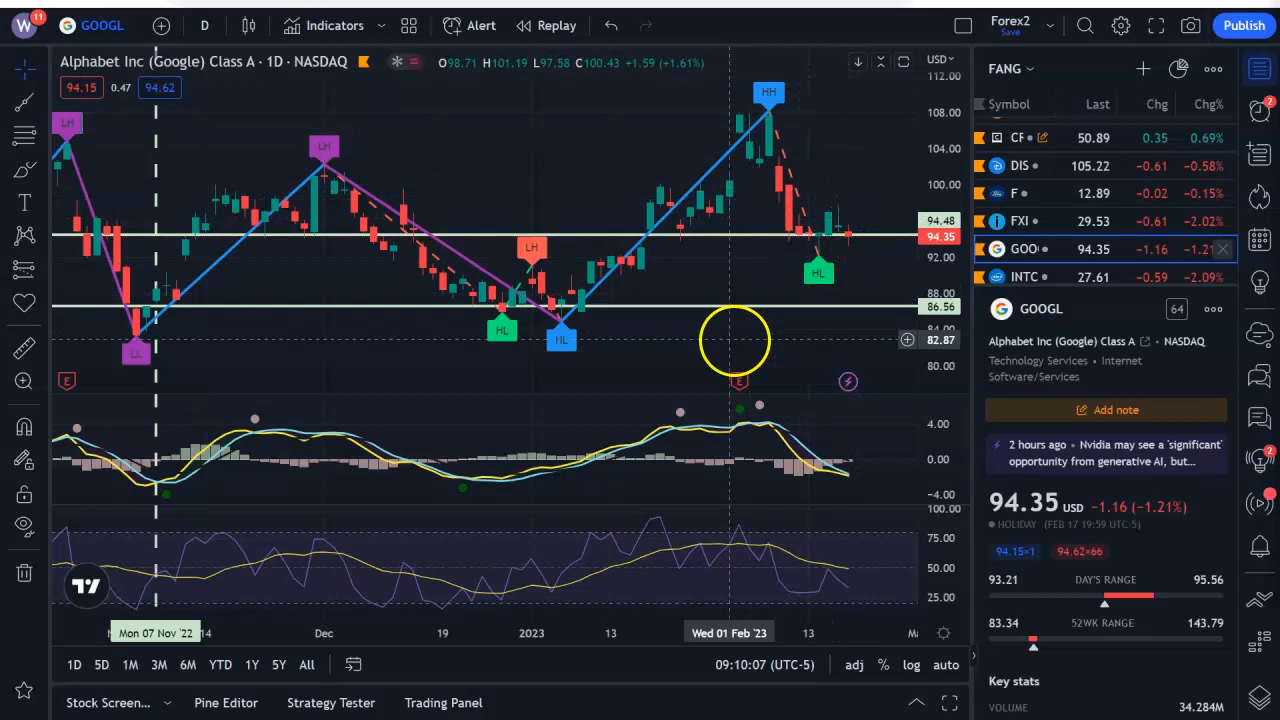 W 11 GOOGL D Indicators Alert Replay Forex2 Save Publish
Alphabet Inc (Google) Class A · 1D · NASDAQ O98.71 H101.19 L97.58 C100.43 +1.59 (+1.61%)
94.15 0.47 94.62
USD
112.00
108.00
104.00
100.00
94.48
94.35
92.00
88.00
86.56
84.00
82.87
80.00
LH
LL
LH
HL
LH
HL
HH
HL
E
E
4.00
0.00
−4.00
100.00
75.00
50.00
25.00
Mon 07 Nov '22 14 Dec 19 2023 13 Wed 01 Feb '23 13
1D 5D 1M 3M 6M YTD 1Y 5Y All 09:10:07 (UTC-5) adj % log auto
Stock Screen... Pine Editor Strategy Tester Trading Panel
FANG
Symbol Last Chg Chg%
CF 50.89 0.35 0.69%
DIS 105.22 −0.61 −0.58%
F 12.89 −0.02 −0.15%
FXI 29.53 −0.61 −2.02%
GOO 94.35 −1.16 −1.21
INTC 27.61 −0.59 −2.09%
GOOGL 64
Alphabet Inc (Google) Class A • NASDAQ
Technology Services • Internet
Software/Services
Add note
2 hours ago • Nvidia may see a 'significant'
opportunity from generative AI, but...
94.35 USD −1.16 (−1.21%)
HOLIDAY (FEB 17 19:59 UTC-5)
94.15×1 94.62×66
93.21 DAY'S RANGE 95.56
83.34 52WK RANGE 143.79
Key stats
VOLUME 34.284M
2
2